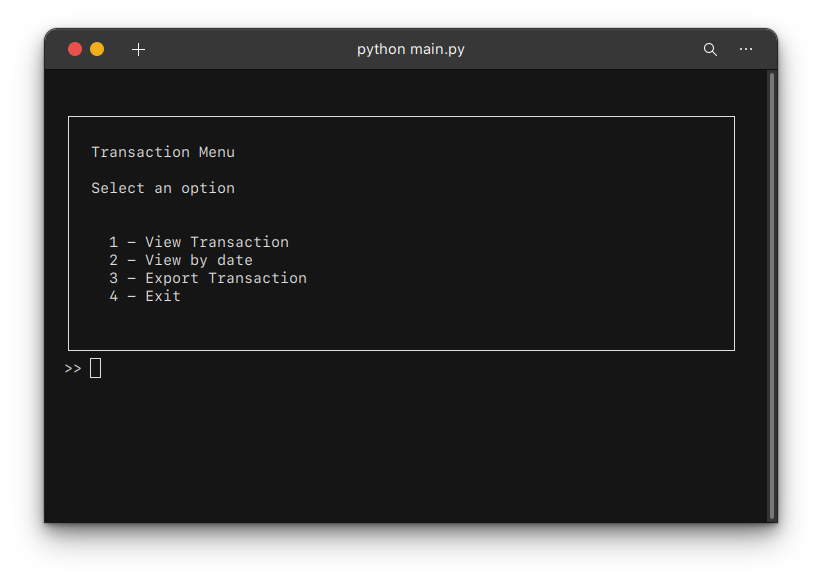 python main.py
Transaction Menu
Select an option
1 - View Transaction
2 - View by date
3 - Export Transaction
4 - Exit
>>